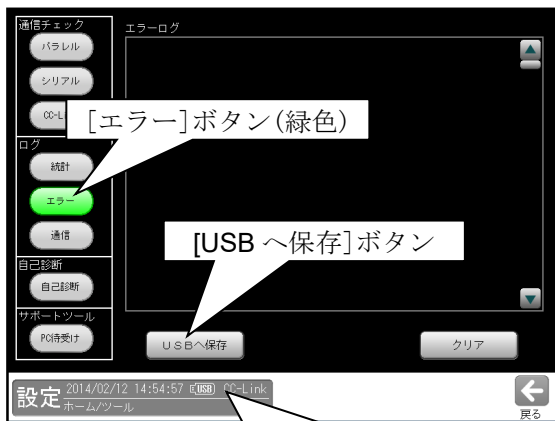 通信チェック
パラレル
シリアル
CC-Li
ログ
統計
エラー
通信
自己診断
自己診断
サポートツール
PC待受け
エラーログ
[エラー]ボタン(緑色)
[USB へ保存]ボタン
USBへ保存
クリア
設定
2014/02/12 14:54:57 USB CC-Link
ホーム/ツール
戻る